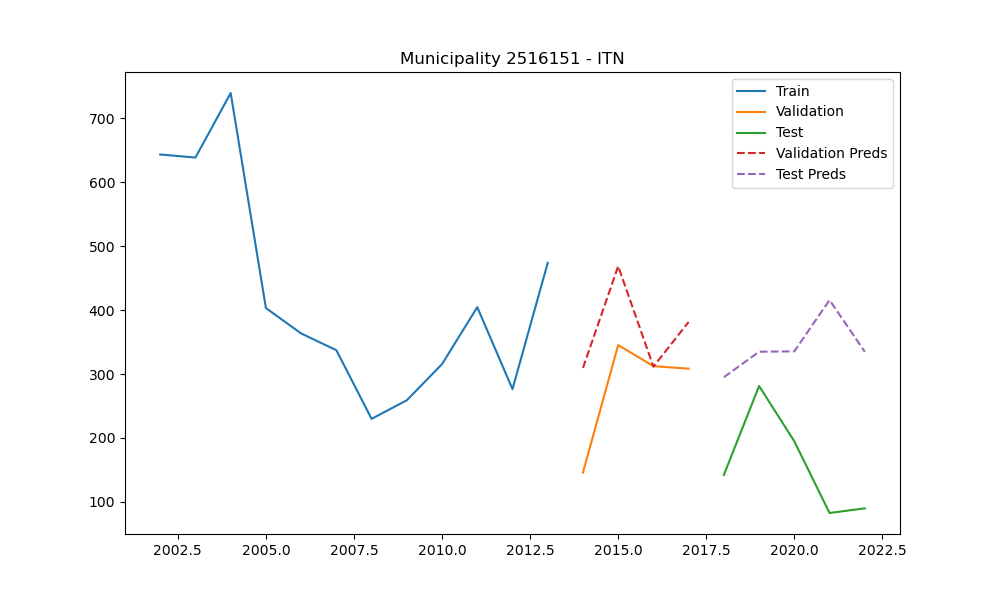 Municipality 2516151 - ITN
Train
Validation
Test
Validation Preds
Test Preds
700
600
500
400
300
200
100
2002.5 2005.0 2007.5 2010.0 2012.5 2015.0 2017.5 2020.0 2022.5